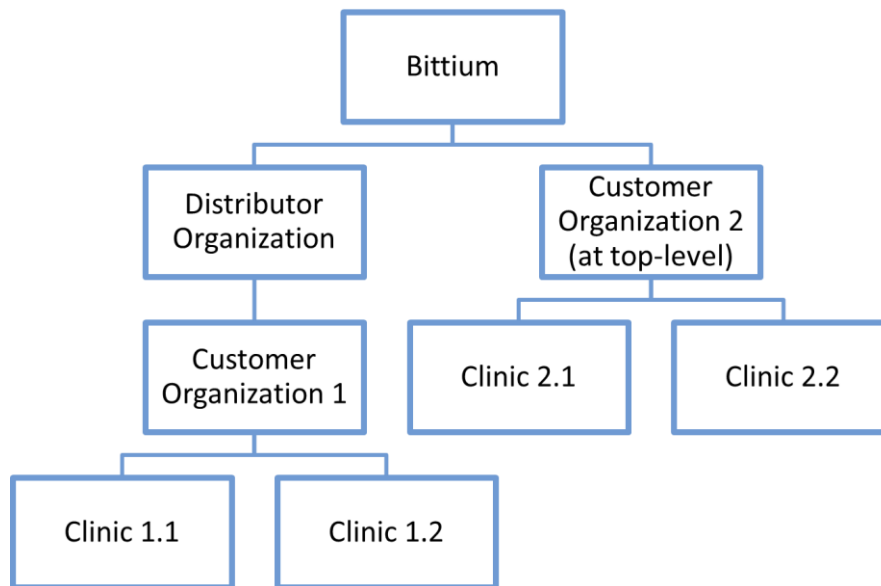 Bittium
Distributor
Organization
Customer
Organization 2
(at top-level)
Customer
Organization 1
Clinic 2.1
Clinic 2.2
Clinic 1.1
Clinic 1.2